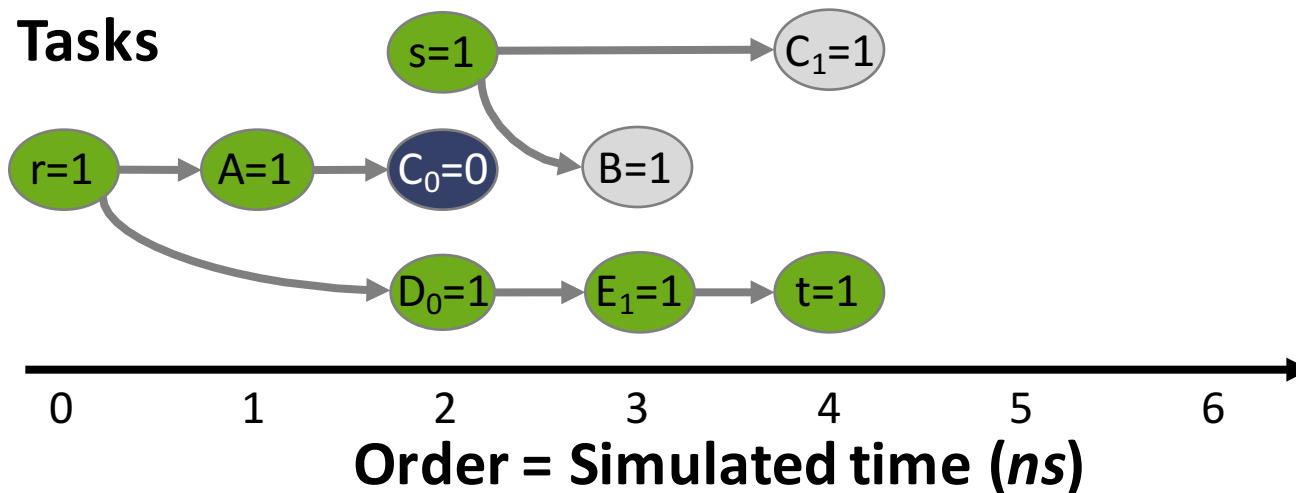 Tasks
s=1
C₁=1
r=1
A=1
C₀=0
B=1
D₀=1
E₁=1
t=1
0 1 2 3 4 5 6
Order = Simulated time (ns)